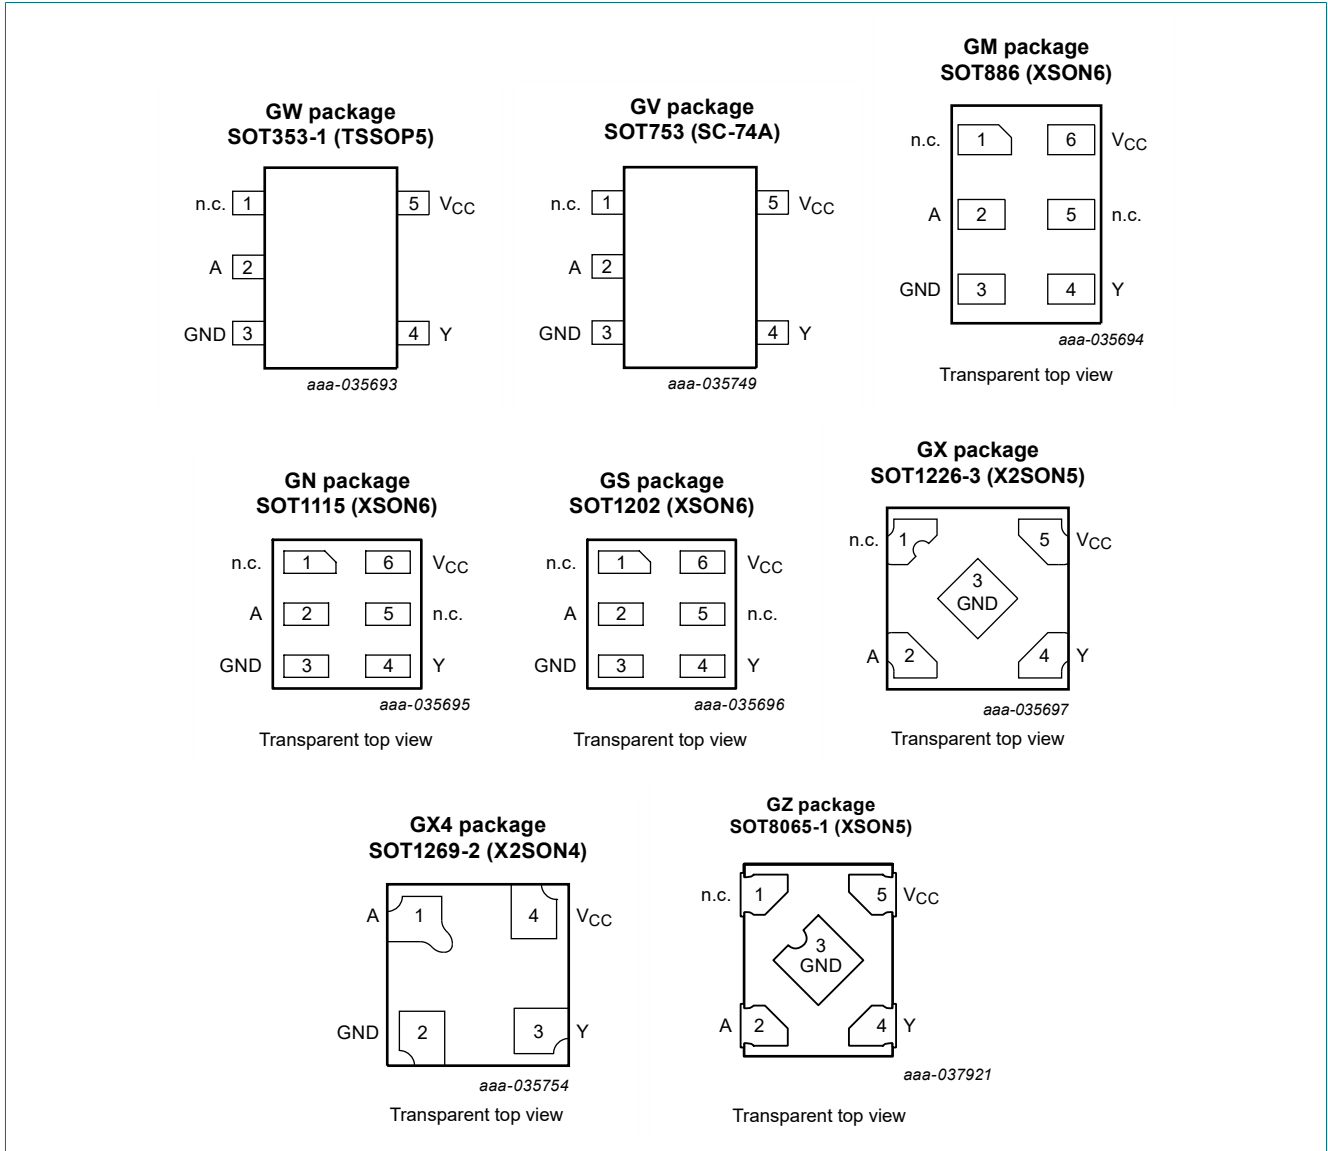 GW package
SOT353-1 (TSSOP5)
n.c. 1
5 VCC
A 2
GND 3
4 Y
aaa-035693
GV package
SOT753 (SC-74A)
n.c. 1
5 VCC
A 2
GND 3
4 Y
aaa-035749
GM package
SOT886 (XSON6)
n.c. 1 6 VCC
A 2 5 n.c.
GND 3 4 Y
aaa-035694
Transparent top view
GN package
SOT1115 (XSON6)
n.c. 1 6 VCC
A 2 5 n.c.
GND 3 4 Y
aaa-035695
Transparent top view
GS package
SOT1202 (XSON6)
n.c. 1 6 VCC
A 2 5 n.c.
GND 3 4 Y
aaa-035696
Transparent top view
GX package
SOT1226-3 (X2SON5)
n.c. 1 5 VCC
3
GND
A 2 4 Y
aaa-035697
Transparent top view
GX4 package
SOT1269-2 (X2SON4)
A 1 4 VCC
GND 2 3 Y
aaa-035754
Transparent top view
GZ package
SOT8065-1 (XSON5)
n.c. 1 5 VCC
3
GND
A 2 4 Y
aaa-037921
Transparent top view